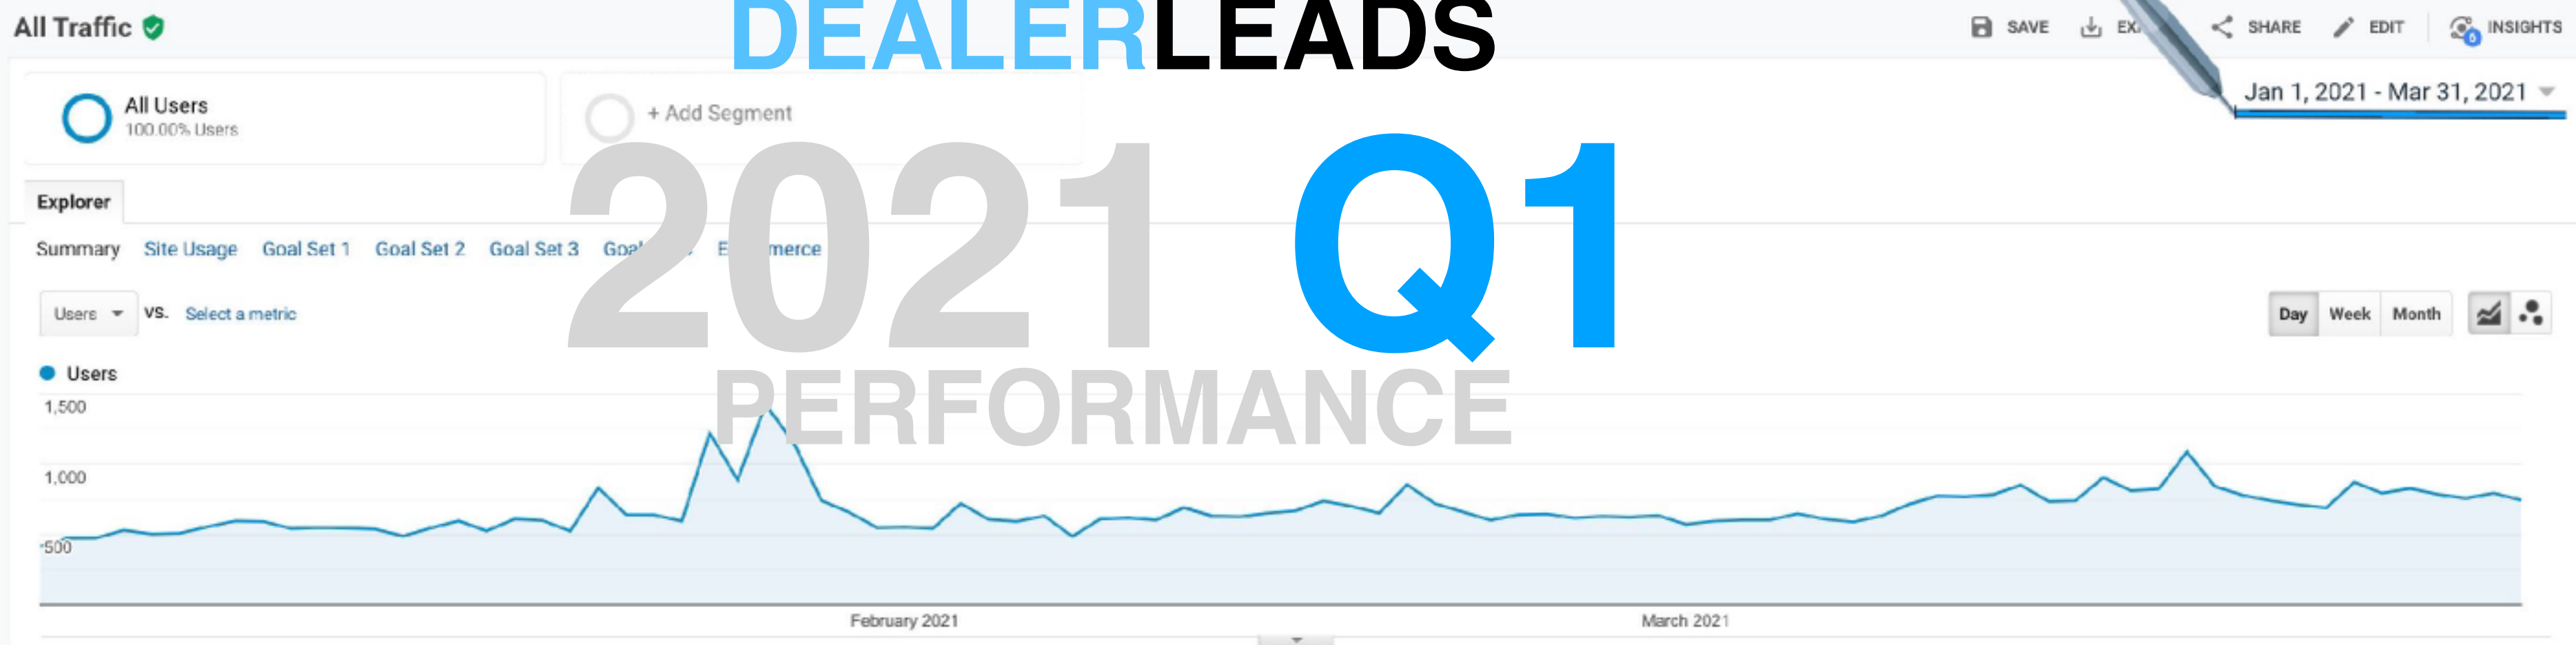 DEALERLEADS
All Traffic
SAVE
SHARE
EDIT
6
INSIGHTS
All Users
100.00% Users
+ Add Segment
Jan 1, 2021 - Mar 31, 2021
2021 Q1
Explorer
Summary
Site Usage
Goal Set 1
Goal Set 2
Goal Set 3
Users
VS.
Select a metric
Day
Week
Month
PERFORMANCE
Users
1,500
1,000
500
February 2021
March 2021